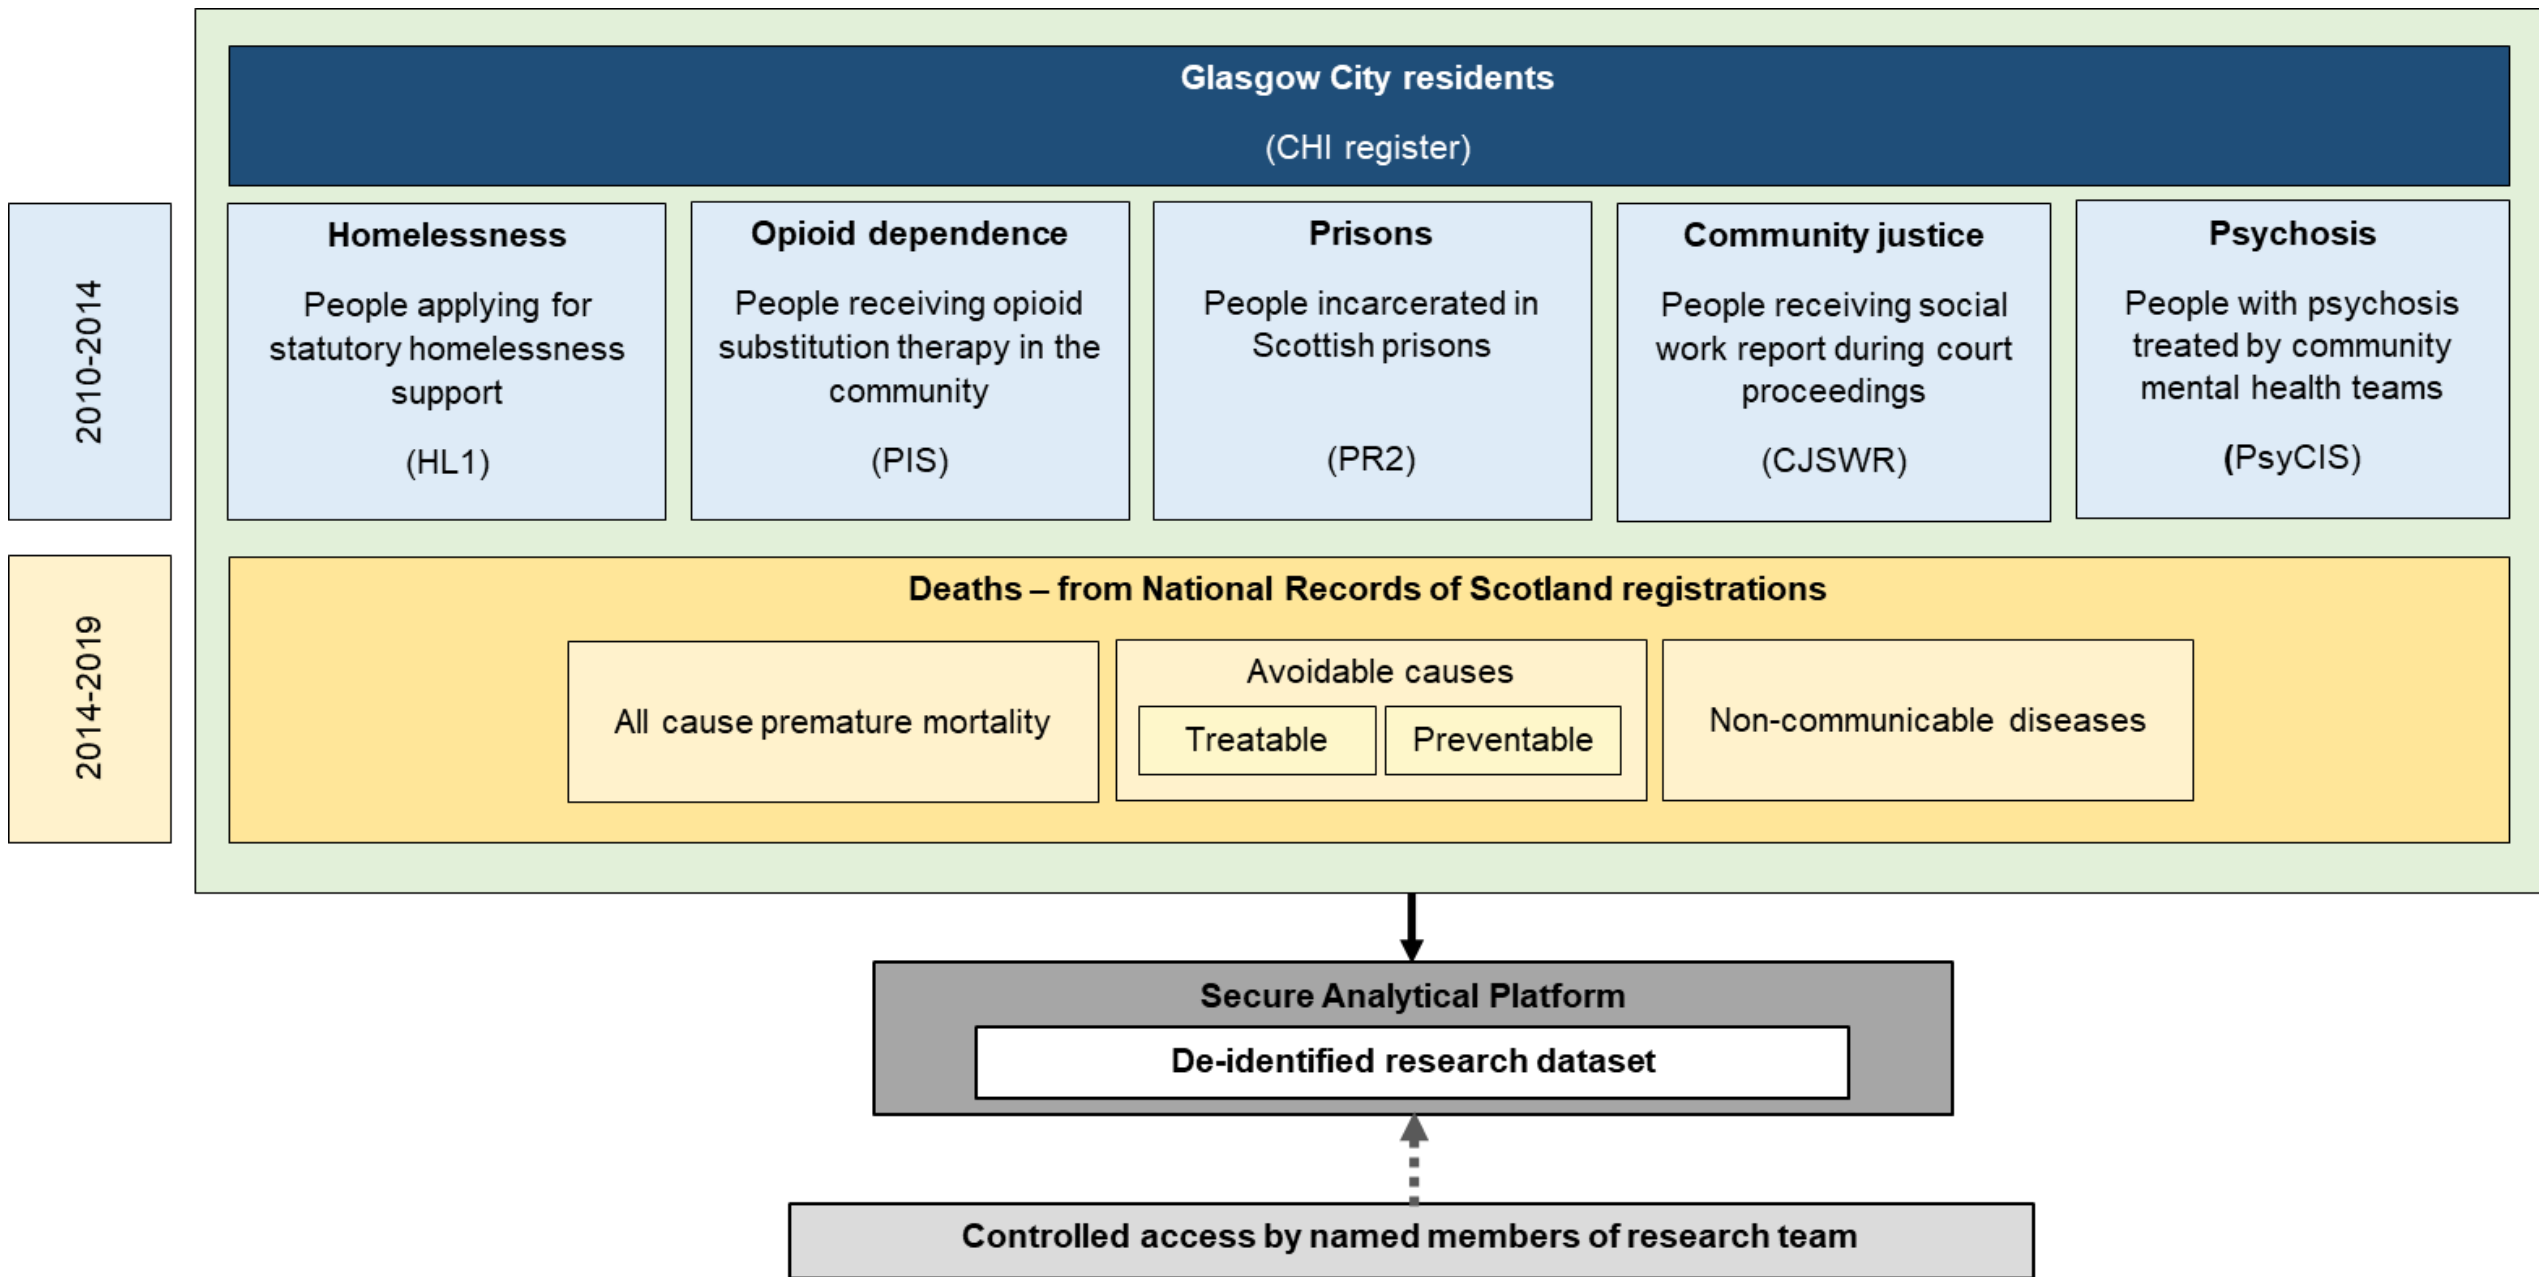 Glasgow City residents
(CHI register)
2010-2014
Homelessness
People applying for
statutory homelessness
support
(HL1)
Opioid dependence
People receiving opioid
substitution therapy in the
community
(PIS)
Prisons
People incarcerated in
Scottish prisons
(PR2)
Community justice
People receiving social
work report during court
proceedings
(CJSWR)
Psychosis
People with psychosis
treated by community
mental health teams
(PsyCIS)
2014-2019
Deaths – from National Records of Scotland registrations
All cause premature mortality
Avoidable causes
Treatable
Preventable
Non-communicable diseases
Secure Analytical Platform
De-identified research dataset
Controlled access by named members of research team